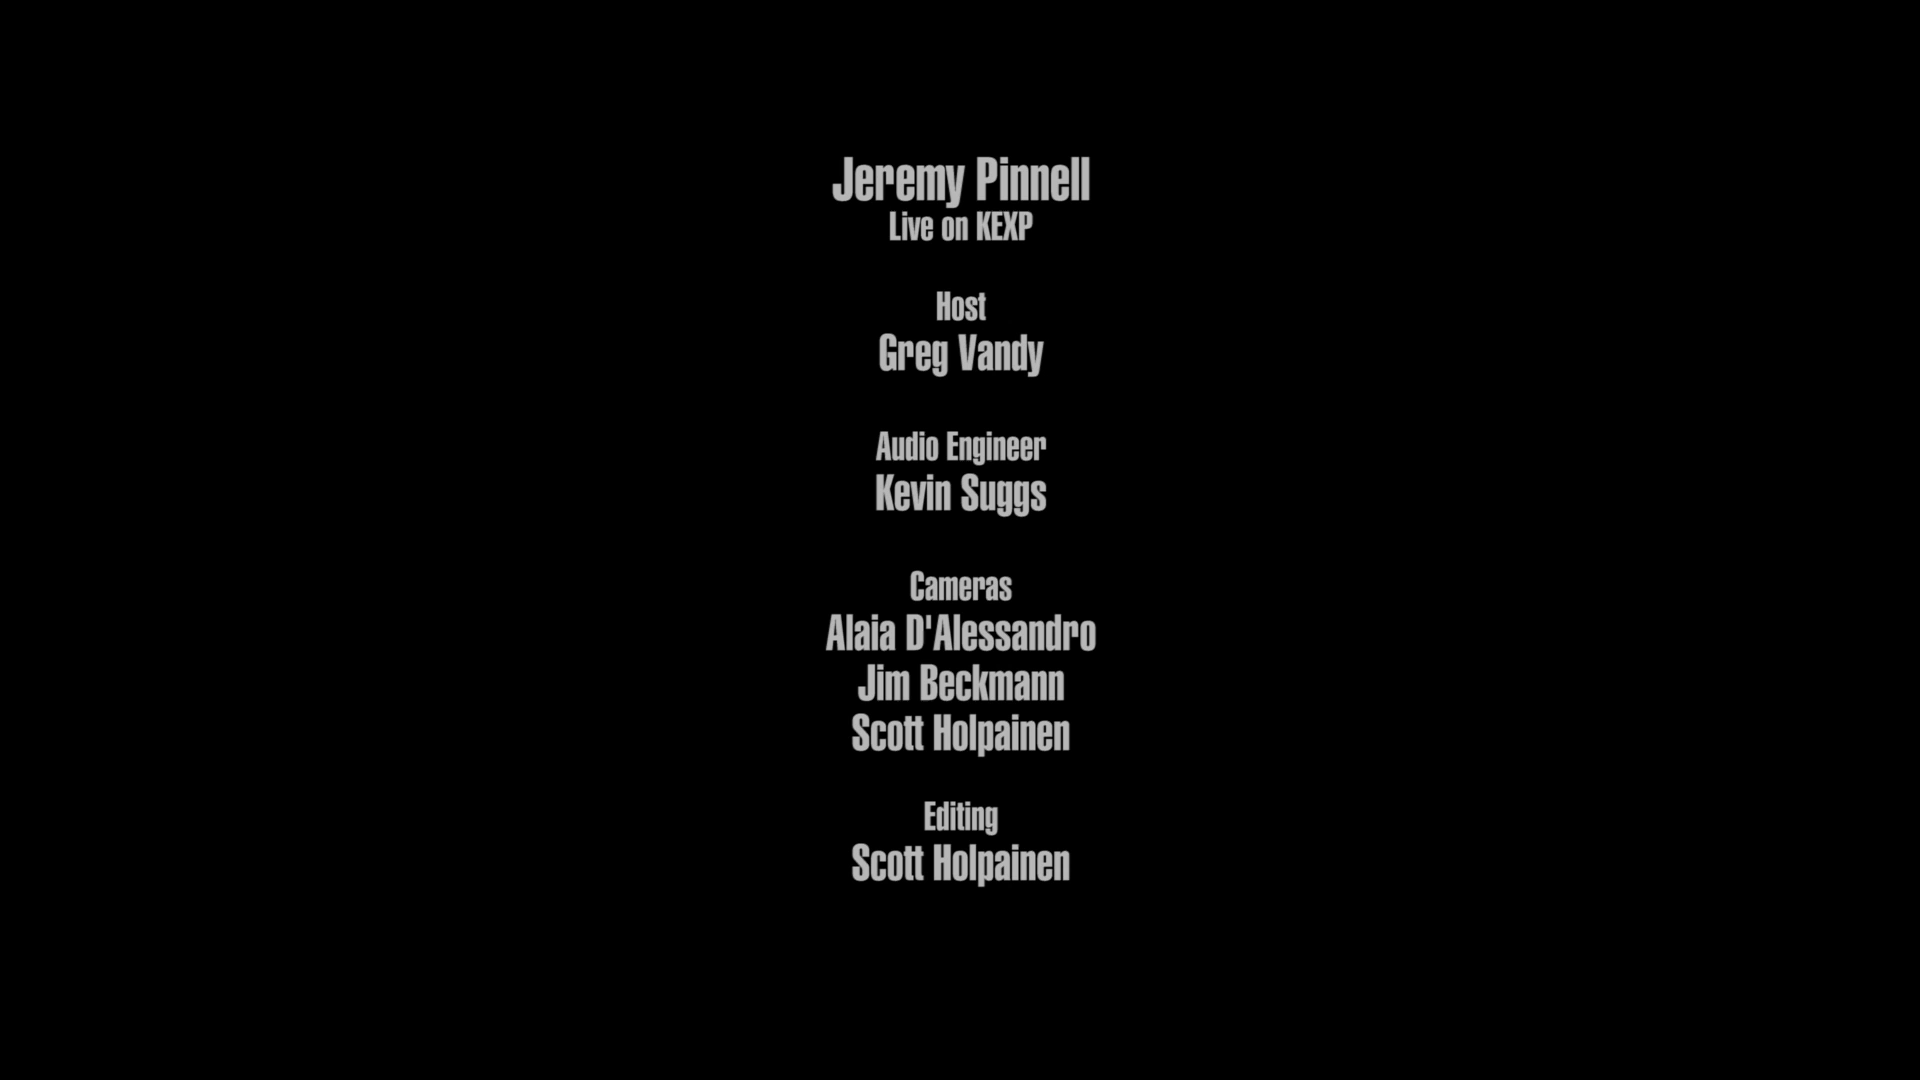 Jeremy Pinnell
Live on KEXP
Host
Greg Vandy
Audio Engineer
Kevin Suggs
Cameras
Alaia D'Alessandro
Jim Beckmann
Scott Holpainen
Editing
Scott Holpainen